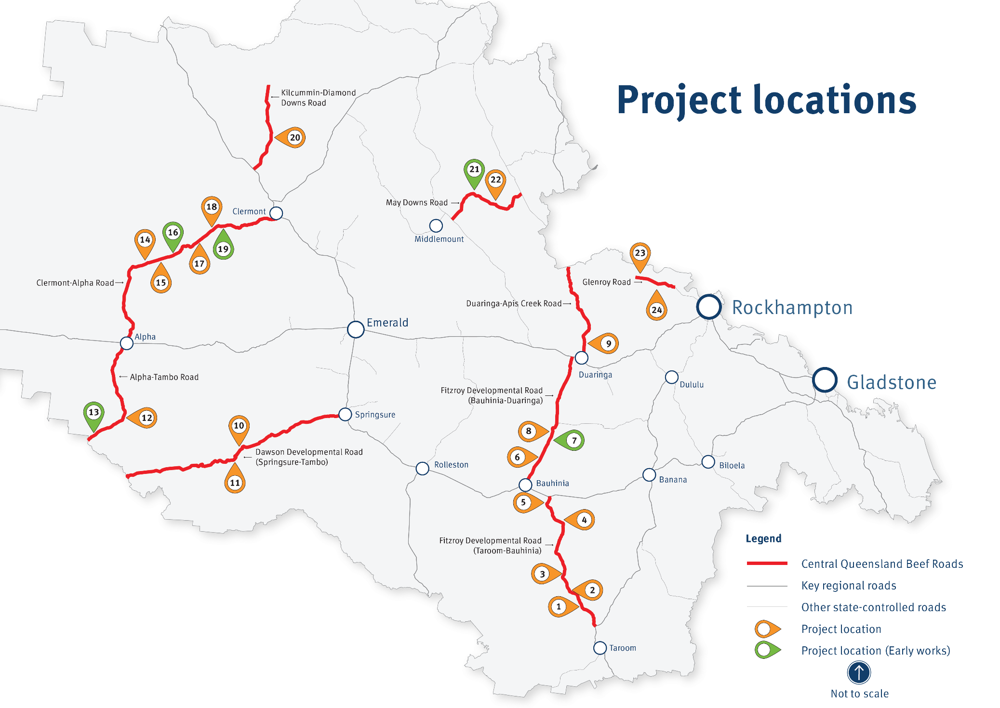 Project locations
Kilcummin-Diamond
Downs Road
20
21
22
May Downs Road
Middlemount
18
Clermont
14
16
19
17
15
Clermont-Alpha Road
23
Glenroy Road
24
Duaringa-Apis Creek Road
Rockhampton
Emerald
Alpha
9
Duaringa
Alpha-Tambo Road
Dululu
Gladstone
Fitzroy Developmental Road
(Bauhinia-Duaringa)
13
12
10
Springsure
8
7
6
Dawson Developmental Road
(Springsure-Tambo)
11
Rolleston
Bauhinia
Banana
Biloela
5
4
Fitzroy Developmental Road
(Taroom-Bauhinia)
3
2
1
Taroom
Legend
Central Queensland Beef Roads
Key regional roads
Other state-controlled roads
Project location
Project location (Early works)
Not to scale